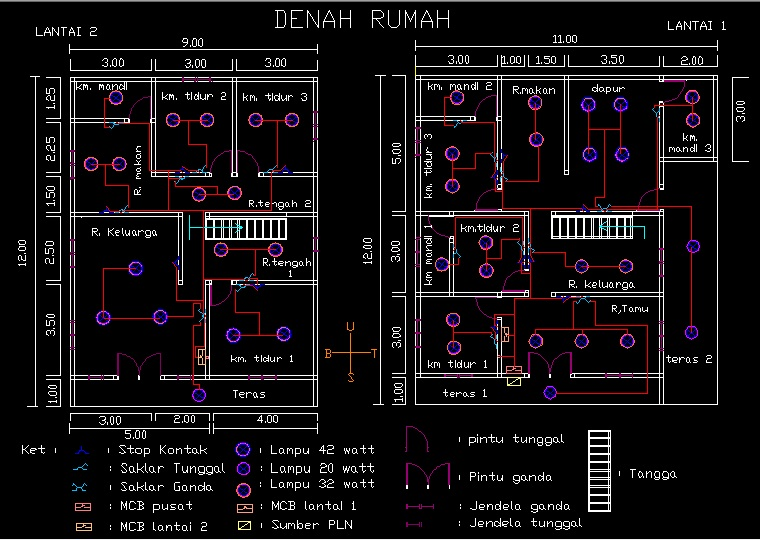 DENAH RUMAH
LANTAI 2
LANTAI 1
9.00
3.00 3.00 3.00
11.00
3.00 1.00 1.50 3.50 2.00
km. mandi
km. tidur 2
km. tidur 3
R. makan
R.tengah 2
R. Keluarga
R.tengah
1
km. tidur 1
Teras
1.25
2.25
1.50
2.50
3.50
1.00
12.00
3.00 2.00 4.00
5.00
km. mandi 2
R.makan
dapur
km.
mandi 3
km. tidur 3
km mandi 1
km.tidur 2
R. keluarga
R,Tamu
km tidur 1
teras 1
teras 2
5.00
3.00
3.00
1.00
12.00
3.00
U
B T
S
Ket :
: Stop Kontak
: Saklar Tunggal
: Saklar Ganda
: MCB pusat
: MCB lantai 2
: Lampu 42 watt
: Lampu 20 watt
: Lampu 32 watt
: MCB lantai 1
: Sumber PLN
: pintu tunggal
: Pintu ganda
: Jendela ganda
: Jendela tunggal
: Tangga